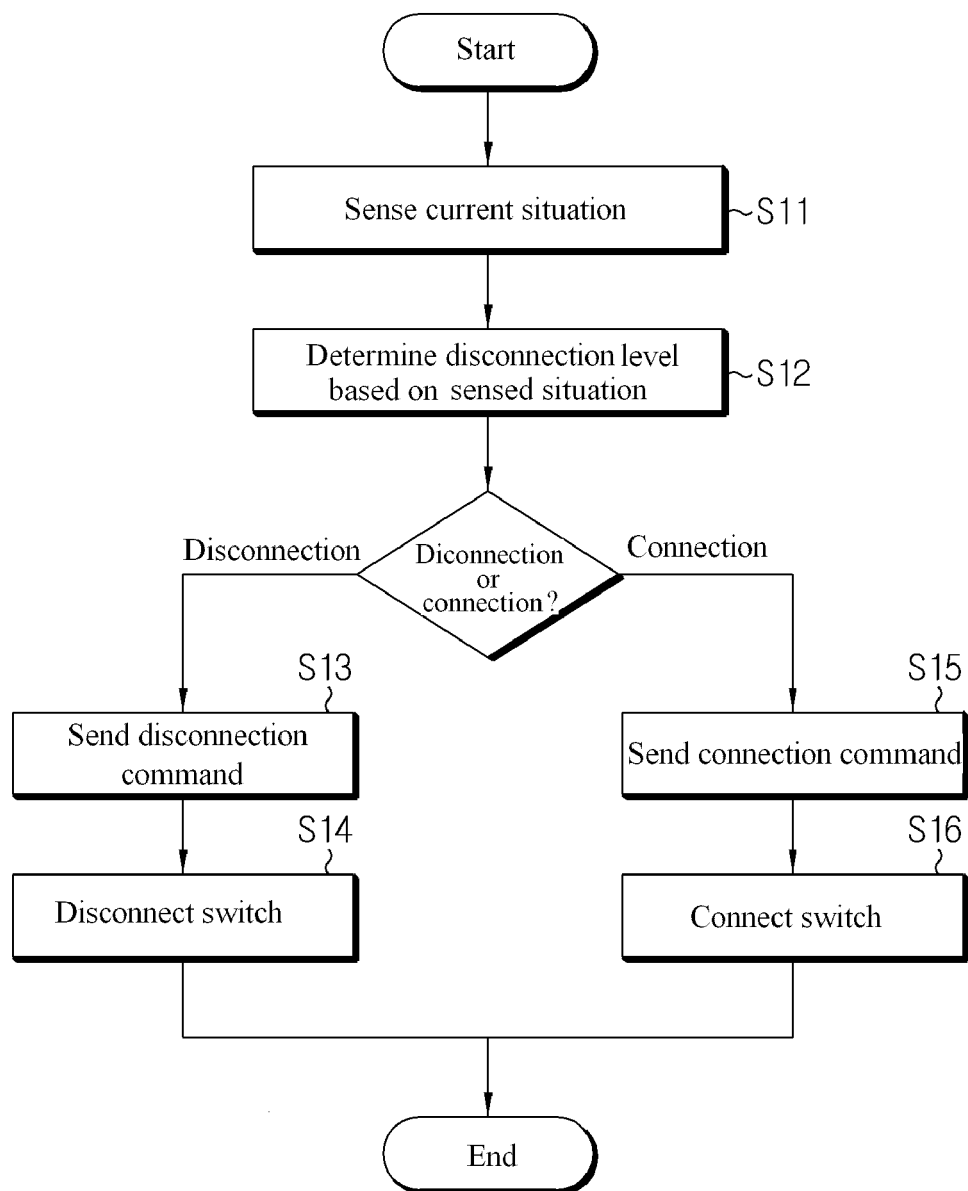 Start
Sense current situation
S11
Determine disconnection level
based on sensed situation
S12
Disconnection
Diconnection
or
connection?
Connection
S13
Send disconnection
command
S15
Send connection command
S14
Disconnect switch
S16
Connect switch
End